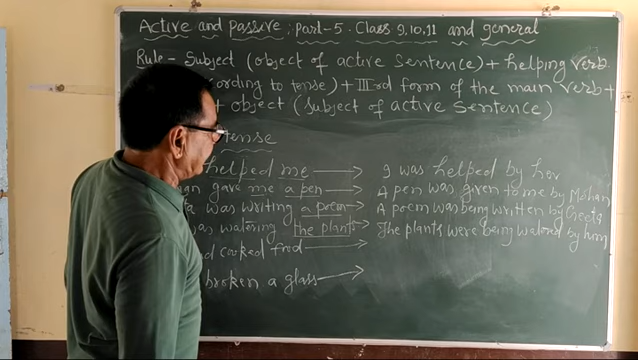 Active and passive : Part-5 . Class 9,10,11 and general
Rule - Subject (object of active Sentence) + helping verb
cording to tense) + IIIrd form of the main verb +
+ object (Subject of active Sentence)
tense
helped me → I was helped by her
an gave me a pen → A pen was given to me by Mohan
ta was writing a poem → A poem was being written by Geeta
was watering the plants → The plants were being watered by him
d cooked food →
broken a glass →